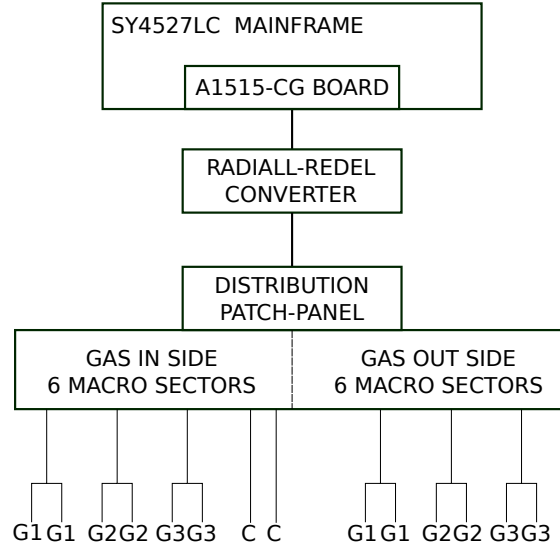 SY4527LC MAINFRAME
A1515-CG BOARD
RADIALL-REDEL
CONVERTER
DISTRIBUTION
PATCH-PANEL
GAS IN SIDE
6 MACRO SECTORS
GAS OUT SIDE
6 MACRO SECTORS
G1 G1 G2 G2 G3 G3 C C G1 G1 G2 G2 G3 G3